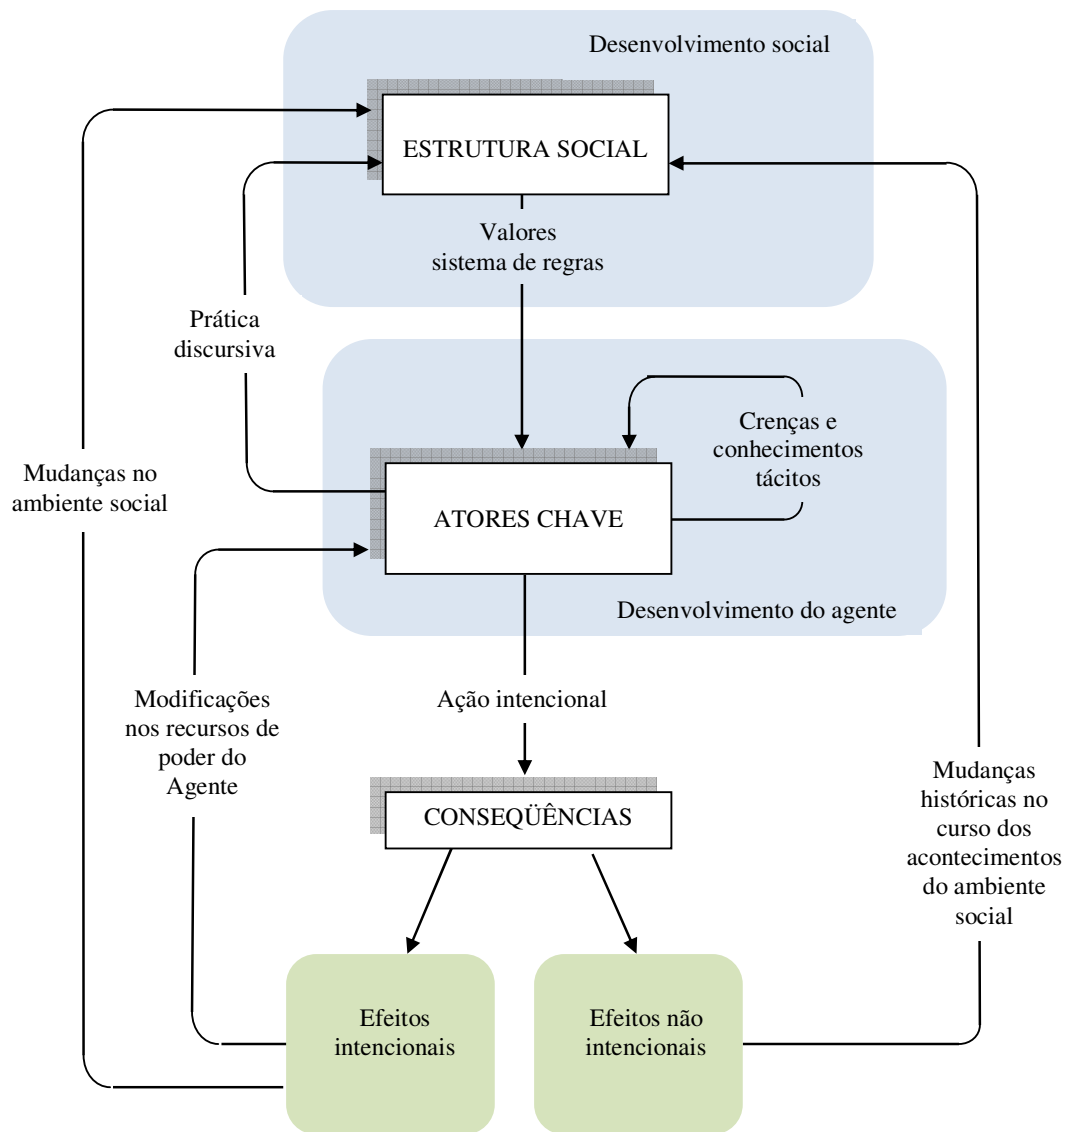 Desenvolvimento social
ESTRUTURA SOCIAL
Valores
sistema de regras
Prática
discursiva
Crenças e
conhecimentos
tácitos
Mudanças no
ambiente social
ATORES CHAVE
Desenvolvimento do agente
Modificações
nos recursos de
poder do
Agente
Ação intencional
Mudanças
históricas no
curso dos
acontecimentos
do ambiente
social
CONSEQÜÊNCIAS
Efeitos
intencionais
Efeitos não
intencionais